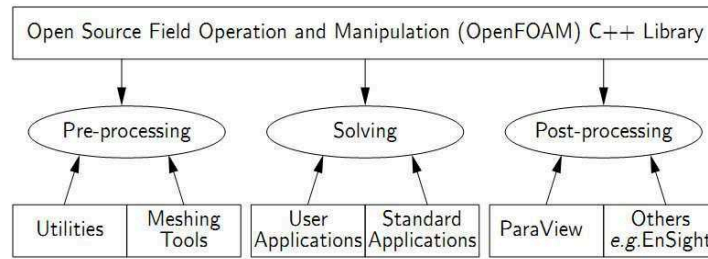 Open Source Field Operation and Manipulation (OpenFOAM) C++ Library
Pre-processing
Solving
Post-processing
Utilities
Meshing
Tools
User
Applications
Standard
Applications
ParaView
Others
e.g.EnSight